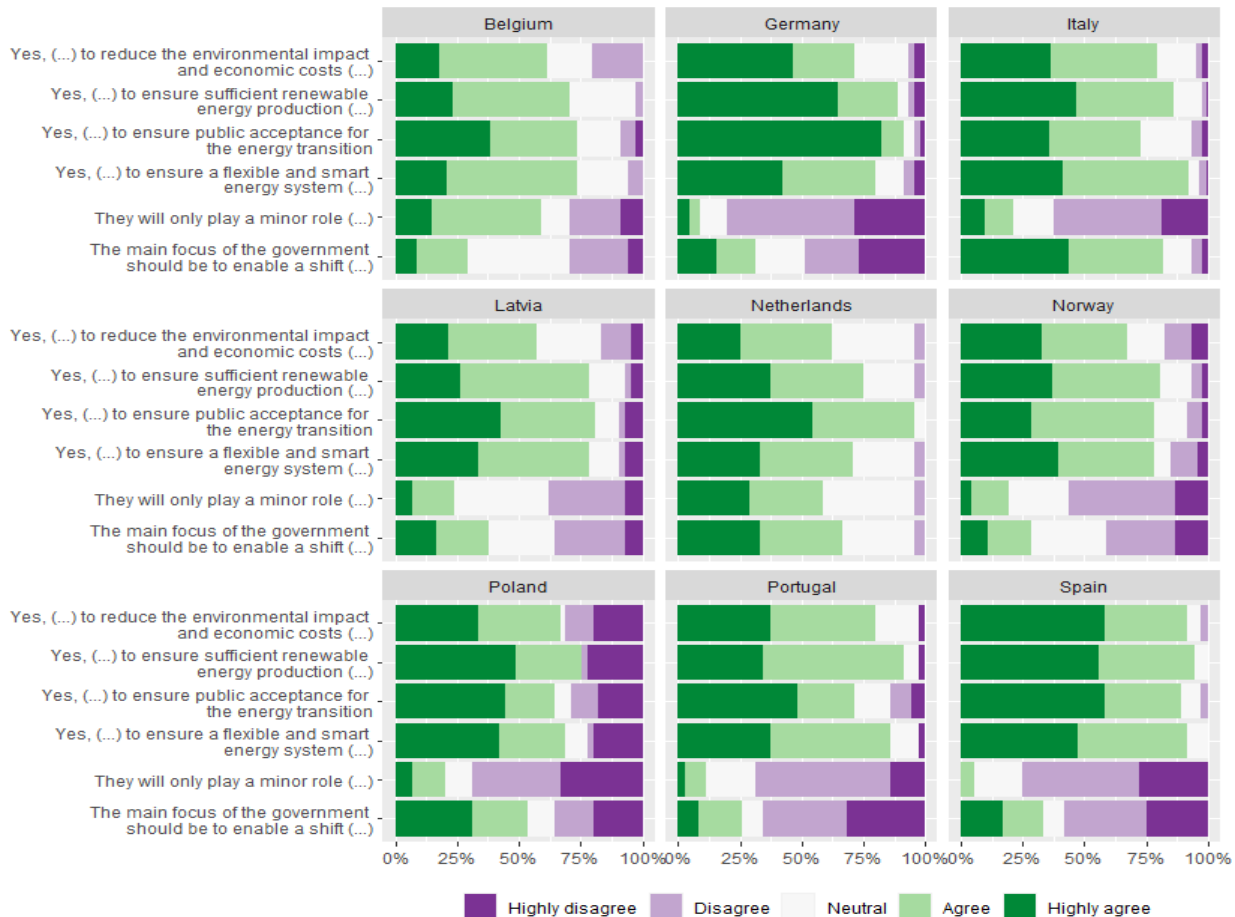 Belgium
Germany
Italy
Yes, (...) to reduce the environmental impact
and economic costs (...)
Yes, (...) to ensure sufficient renewable
energy production (...)
Yes, (...) to ensure public acceptance for
the energy transition
Yes, (...) to ensure a flexible and smart
energy system (...)
They will only play a minor role (...)
The main focus of the government
should be to enable a shift (...)
Latvia
Netherlands
Norway
Yes, (...) to reduce the environmental impact
and economic costs (...)
Yes, (...) to ensure sufficient renewable
energy production (...)
Yes, (...) to ensure public acceptance for
the energy transition
Yes, (...) to ensure a flexible and smart
energy system (...)
They will only play a minor role (...)
The main focus of the government
should be to enable a shift (...)
Poland
Portugal
Spain
Yes, (...) to reduce the environmental impact
and economic costs (...)
Yes, (...) to ensure sufficient renewable
energy production (...)
Yes, (...) to ensure public acceptance for
the energy transition
Yes, (...) to ensure a flexible and smart
energy system (...)
They will only play a minor role (...)
The main focus of the government
should be to enable a shift (...)
0% 25% 50% 75% 100%
0% 25% 50% 75% 100%
0% 25% 50% 75% 100%
Highly disagree Disagree Neutral Agree Highly agree